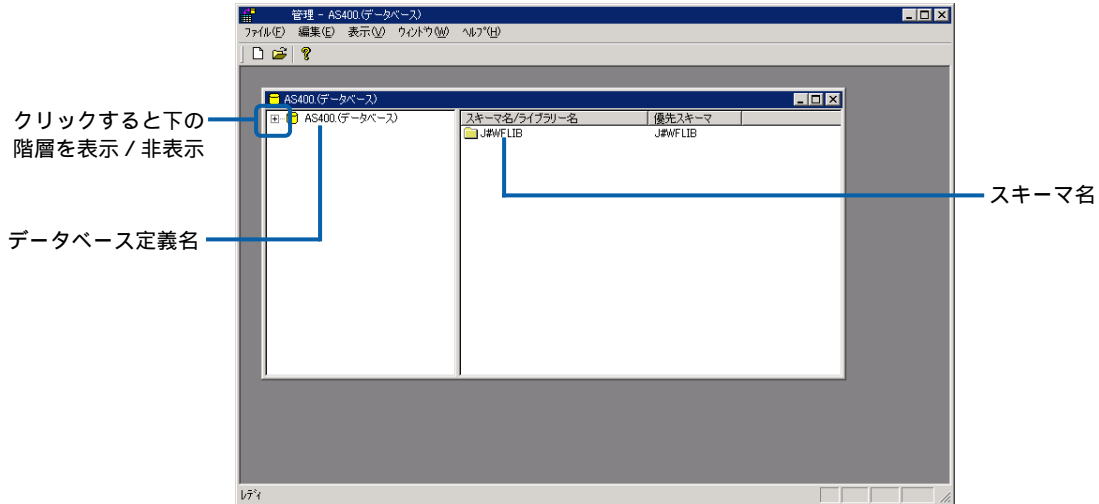 管理 - AS400.(データベース)
ファイル(F) 編集(E) 表示(V) ウィンドウ(W) ヘルプ(H)
AS400.(データベース)
クリックすると下の
階層を表示 / 非表示
AS400.(データベース)
スキーマ名/ライブラリー名 優先スキーマ
J#WFLIB J#WFLIB
スキーマ名
データベース定義名
レディ